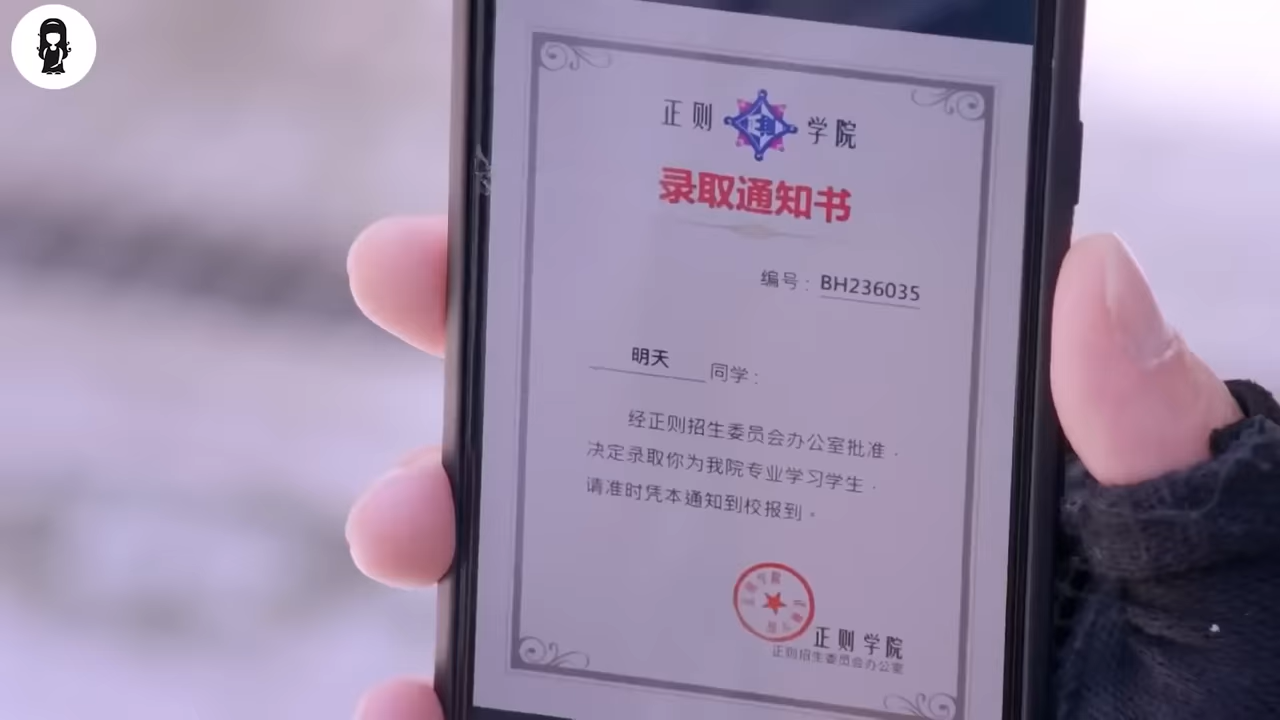 正则 学院
录取通知书
编号：BH236035
明天 同学：
经正则招生委员会办公室批准．
决定录取你为我院专业学习学生．
请准时凭本通知到校报到。
正则学院
正则招生委员会办公室